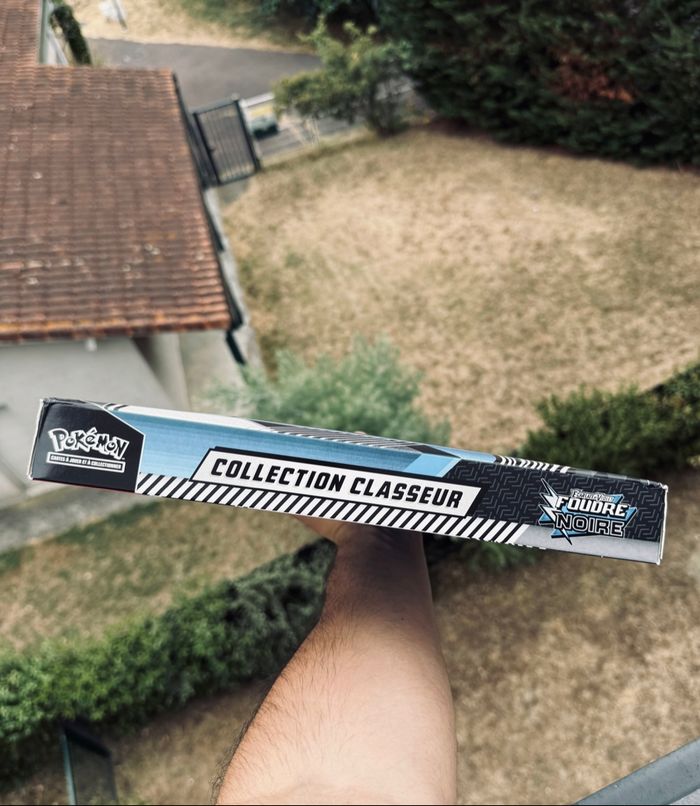 Pokémon
CARTES À JOUER ET À COLLECTIONNER
COLLECTION CLASSEUR
FOUDRE
NOIRE